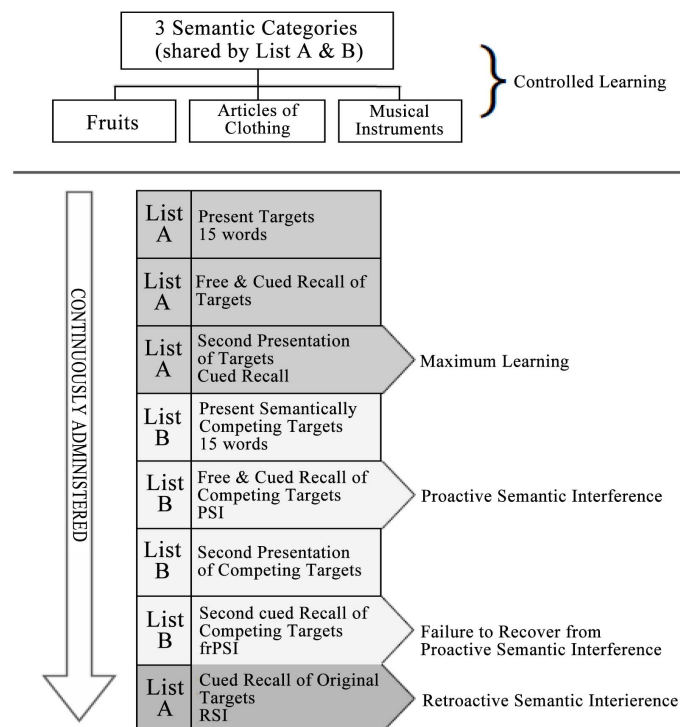 3 Semantic Categories
(shared by List A & B)
Controlled Learning
Fruits
Articles of
Clothing
Musical
Instruments
CONTINUOUSLY ADMINISTERED
List
A
Present Targets
15 words
List
A
Free & Cued Recall of
Targets
List
A
Second Presentation
of Targets
Cued Recall
Maximum Learning
List
B
Present Semantically
Competing Targets
15 words
List
B
Free & Cued Recall of
Competing Targets
PSI
Proactive Semantic Interference
List
B
Second Presentation
of Competing Targets
List
B
Second cued Recall of
Competing Targets
frPSI
Failure to Recover from
Proactive Semantic Interference
List
A
Cued Recall of Original
Targets
RSI
Retroactive Semantic Interierence